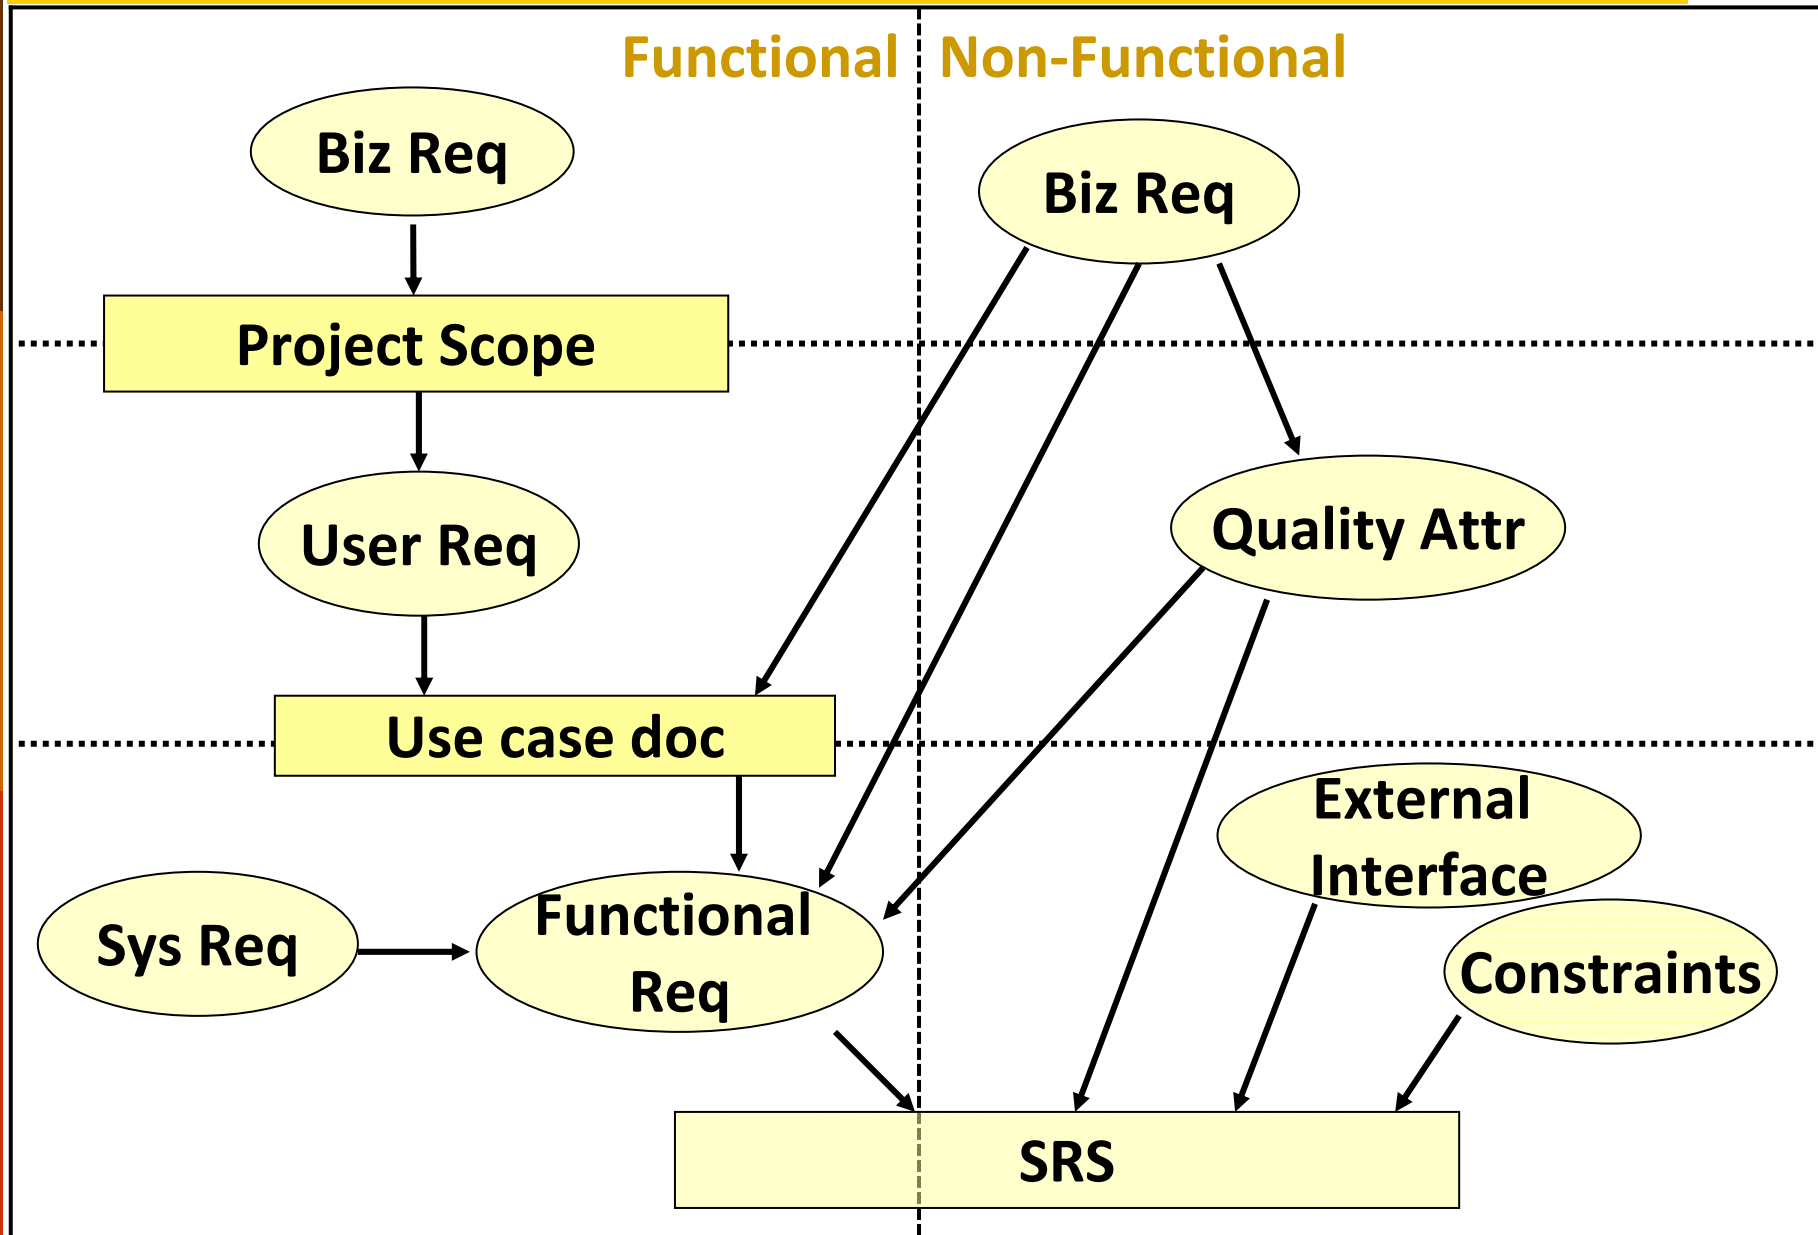 Functional
Non-Functional
Biz Req
Biz Req
Project Scope
User Req
Quality Attr
Use case doc
External
Interface
Sys Req
Functional
Req
Constraints
SRS